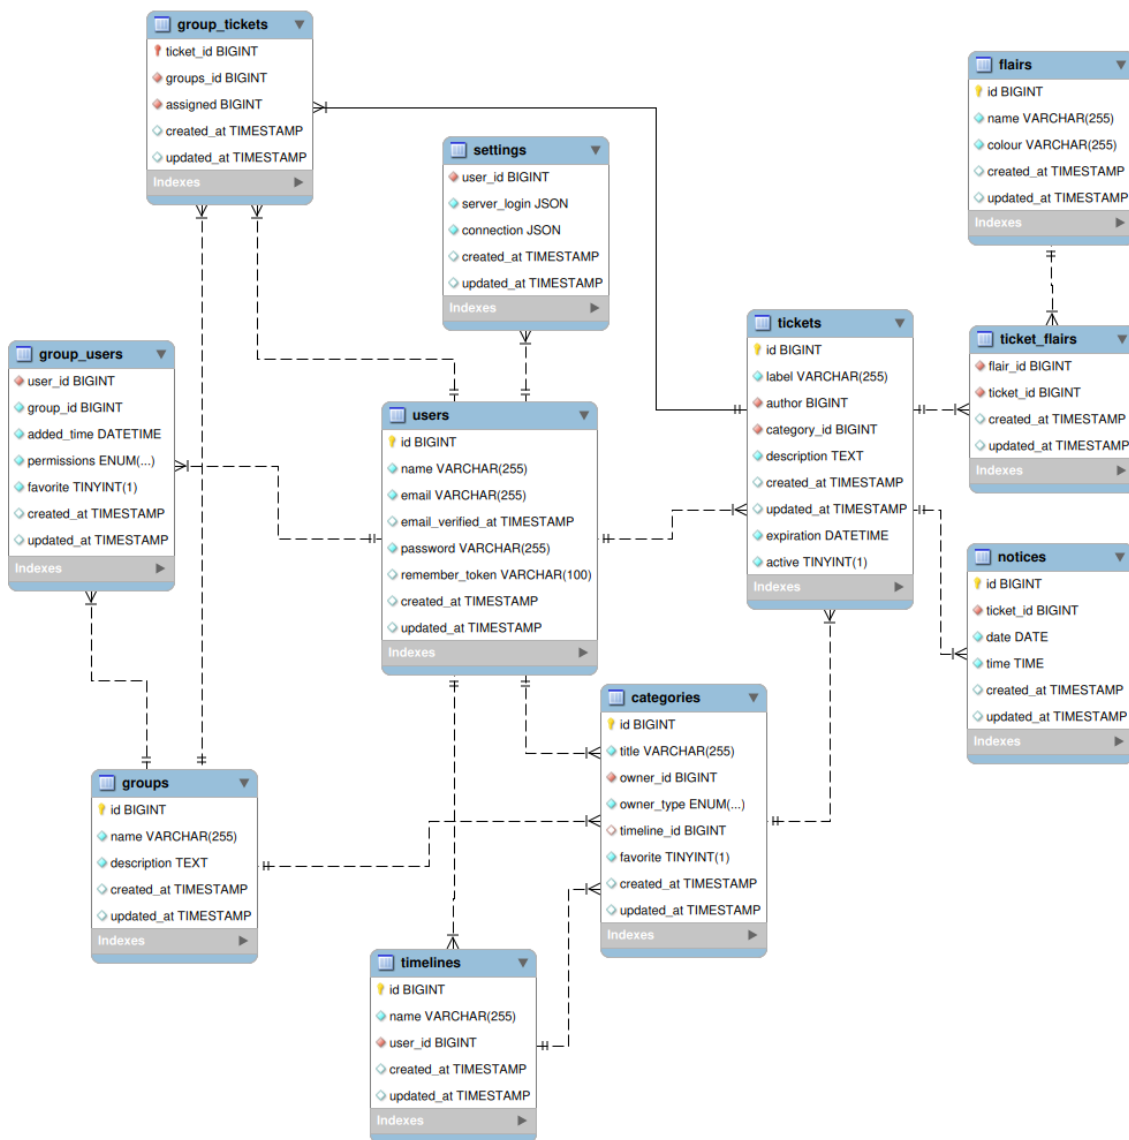 group_tickets
ticket_id BIGINT
groups_id BIGINT
assigned BIGINT
created_at TIMESTAMP
updated_at TIMESTAMP
Indexes
flairs
id BIGINT
name VARCHAR(255)
colour VARCHAR(255)
created_at TIMESTAMP
updated_at TIMESTAMP
Indexes
settings
user_id BIGINT
server_login JSON
connection JSON
created_at TIMESTAMP
updated_at TIMESTAMP
Indexes
tickets
id BIGINT
label VARCHAR(255)
author BIGINT
category_id BIGINT
description TEXT
created_at TIMESTAMP
updated_at TIMESTAMP
expiration DATETIME
active TINYINT(1)
Indexes
ticket_flairs
flair_id BIGINT
ticket_id BIGINT
created_at TIMESTAMP
updated_at TIMESTAMP
Indexes
group_users
user_id BIGINT
group_id BIGINT
added_time DATETIME
permissions ENUM(...)
favorite TINYINT(1)
created_at TIMESTAMP
updated_at TIMESTAMP
Indexes
users
id BIGINT
name VARCHAR(255)
email VARCHAR(255)
email_verified_at TIMESTAMP
password VARCHAR(255)
remember_token VARCHAR(100)
created_at TIMESTAMP
updated_at TIMESTAMP
Indexes
notices
id BIGINT
ticket_id BIGINT
date DATE
time TIME
created_at TIMESTAMP
updated_at TIMESTAMP
Indexes
categories
id BIGINT
title VARCHAR(255)
owner_id BIGINT
owner_type ENUM(...)
timeline_id BIGINT
favorite TINYINT(1)
created_at TIMESTAMP
updated_at TIMESTAMP
Indexes
groups
id BIGINT
name VARCHAR(255)
description TEXT
created_at TIMESTAMP
updated_at TIMESTAMP
Indexes
timelines
id BIGINT
name VARCHAR(255)
user_id BIGINT
created_at TIMESTAMP
updated_at TIMESTAMP
Indexes